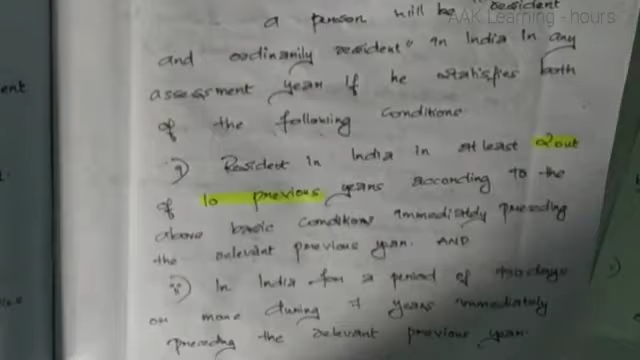 AAK Learning - hours
a person will be "resident
and ordinarily resident" in India in any
assessment year if he satisfies both
of the following conditions
i) Resident in India in at least 2 out
of 10 previous years according to the
above basic conditions immediately preceding
the relevant previous year. AND
ii) In India for a period of 730 days
or more during 7 years immediately
preceding the relevant previous year.